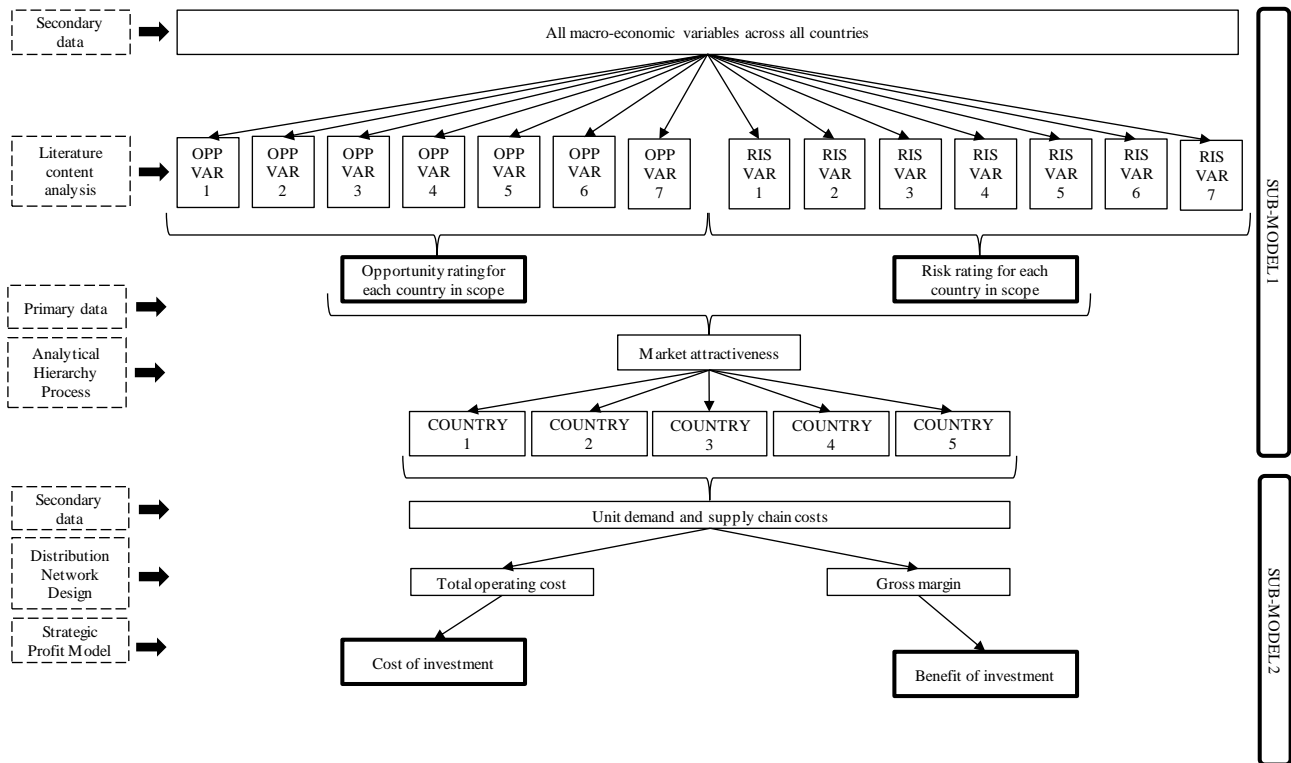 Secondary
data
All macro-economic variables across all countries
Literature
content
analysis
OPP
VAR
1
OPP
VAR
2
OPP
VAR
3
OPP
VAR
4
OPP
VAR
5
OPP
VAR
6
OPP
VAR
7
RIS
VAR
1
RIS
VAR
2
RIS
VAR
3
RIS
VAR
4
RIS
VAR
5
RIS
VAR
6
RIS
VAR
7
SUB-MODEL 1
Opportunity rating for
each country in scope
Risk rating for each
country in scope
Primary data
Analytical
Hierarchy
Process
Market attractiveness
COUNTRY
1
COUNTRY
2
COUNTRY
3
COUNTRY
4
COUNTRY
5
Secondary
data
Unit demand and supply chain costs
Distribution
Network
Design
Total operating cost
Gross margin
SUB-MODEL 2
Strategic
Profit Model
Cost of investment
Benefit of investment